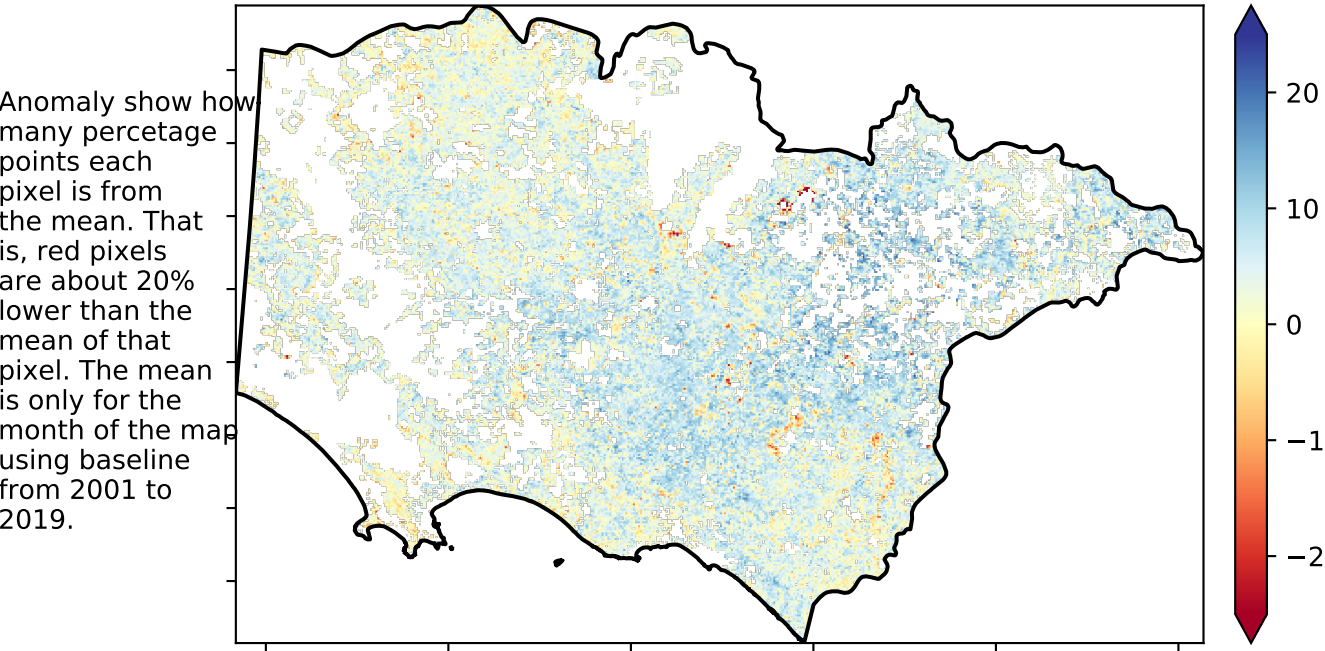 Anomaly show how
many percetage
points each
pixel is from
the mean. That
is, red pixels
are about 20%
lower than the
mean of that
pixel. The mean
is only for the
month of the map
using baseline
from 2001 to
2019.
20
10
0
−1
−2